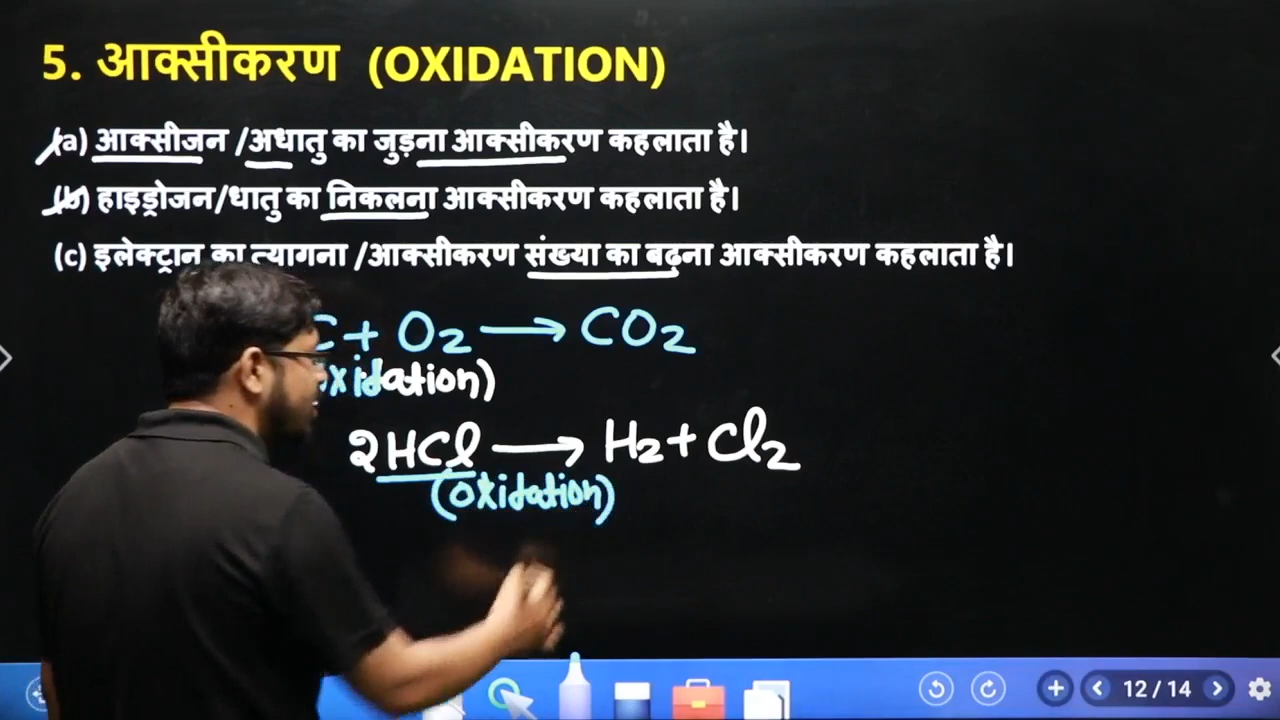 5. आक्सीकरण (OXIDATION)
(a) आक्सीजन /अधातु का जुड़ना आक्सीकरण कहलाता है।
(b) हाइड्रोजन/धातु का निकलना आक्सीकरण कहलाता है।
(c) इलेक्ट्रान का त्यागना /आक्सीकरण संख्या का बढ़ना आक्सीकरण कहलाता है।
C + O2 → CO2
oxidation)
2HCl → H2 + Cl2
(oxidation)
12 / 14